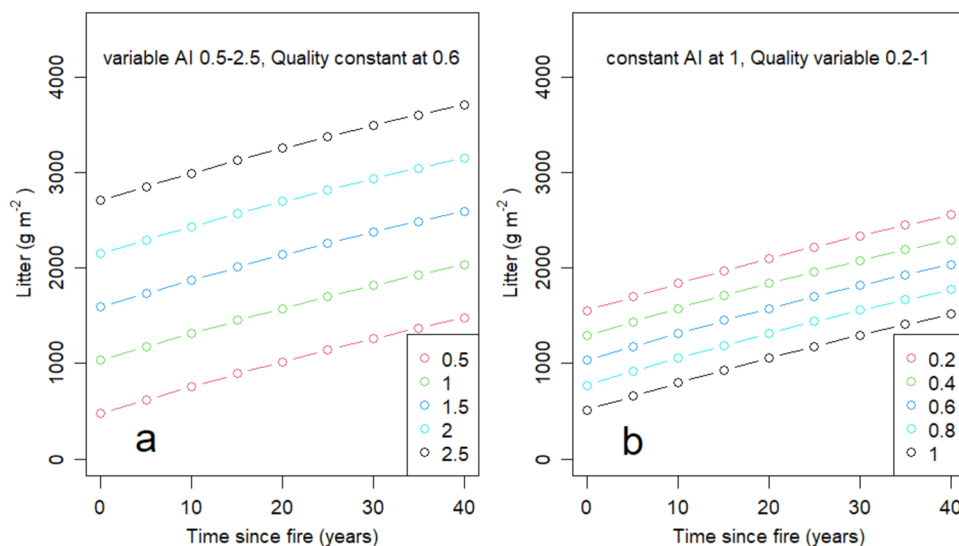 variable AI 0.5-2.5, Quality constant at 0.6
4000
3000
2000
1000
0
Litter (g m⁻²)
0 10 20 30 40
Time since fire (years)
0.5
1
1.5
2
2.5
a
constant AI at 1, Quality variable 0.2-1
4000
3000
2000
1000
0
Litter (g m⁻²)
0 10 20 30 40
Time since fire (years)
0.2
0.4
0.6
0.8
1
b